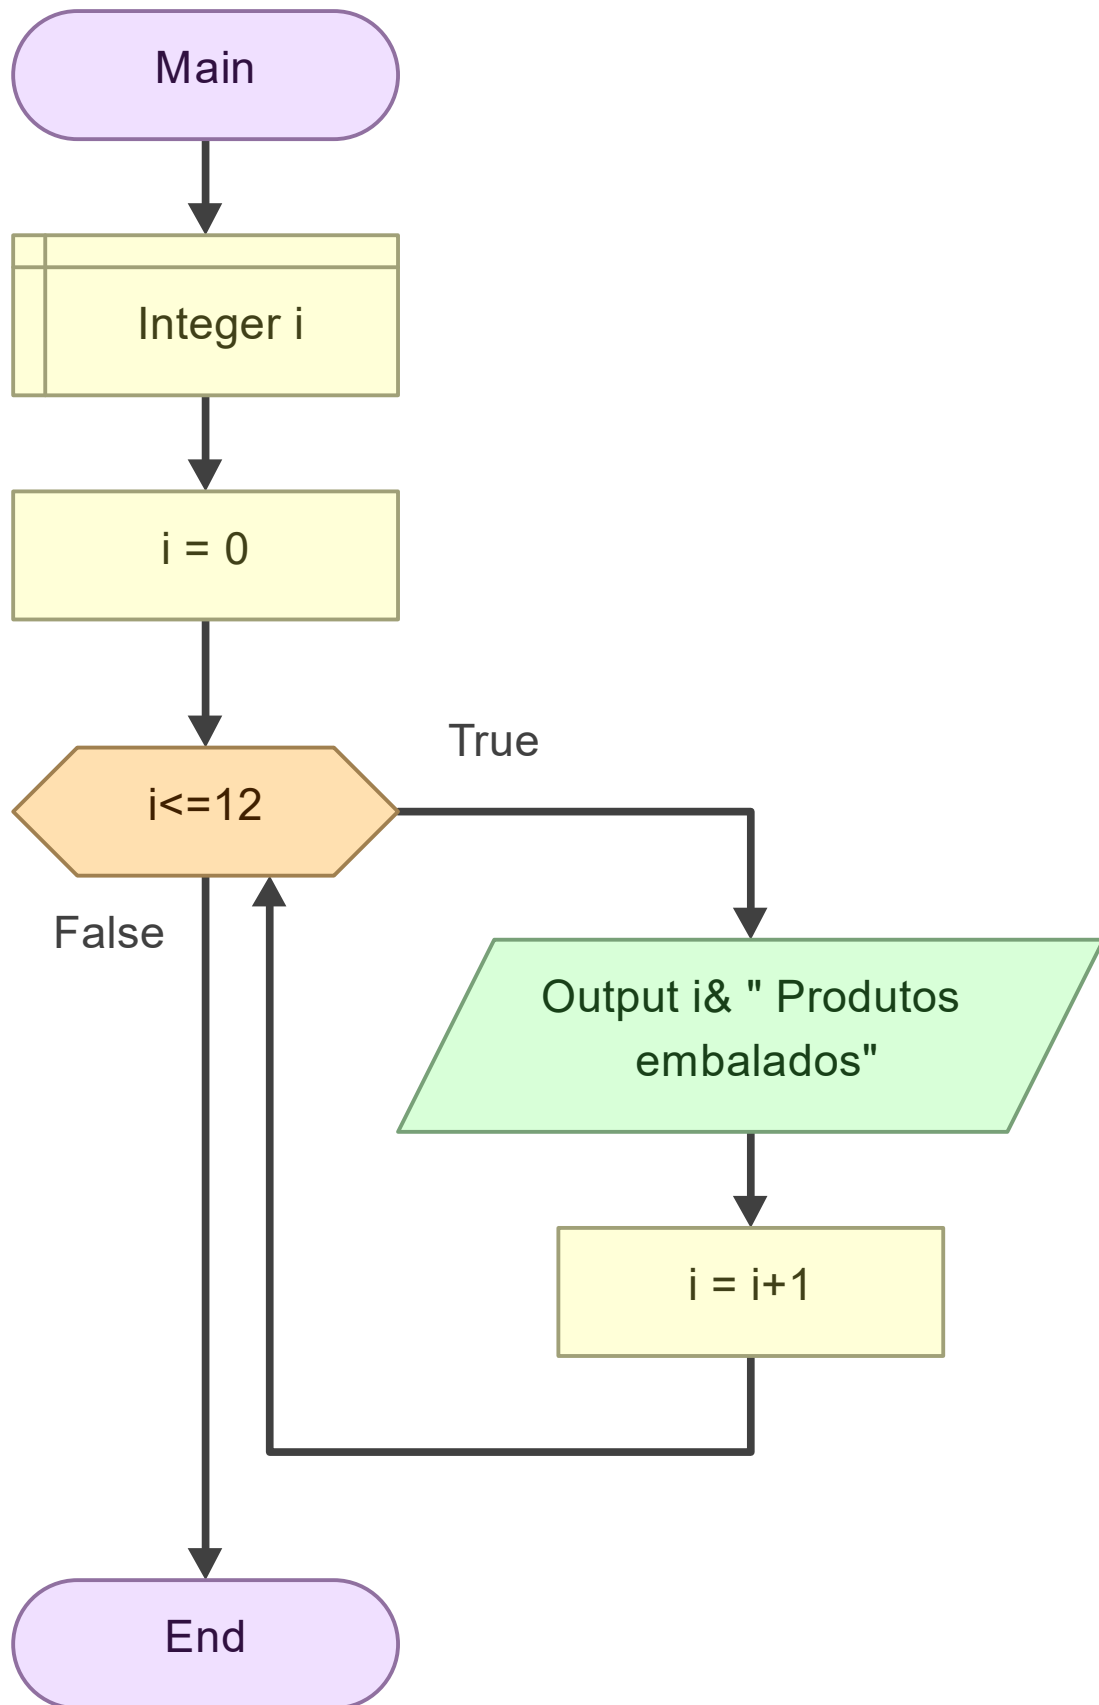 Main
Integer i
i = 0
i<=12
True
False
Output i& " Produtos
embalados"
i = i+1
End